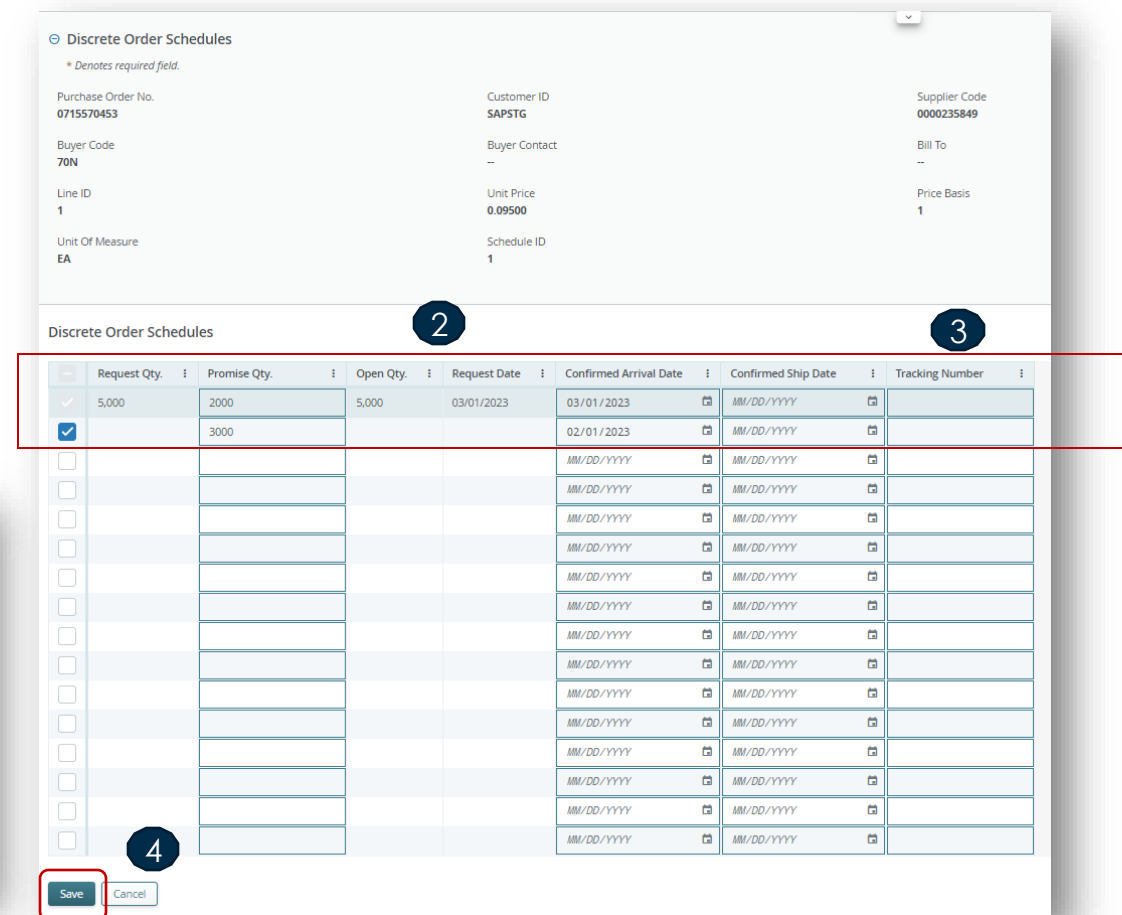 Discrete Order Schedules
* Denotes required field.
Purchase Order No. Customer ID Supplier Code
0715570453 SAPSTG 0000235849
Buyer Code Buyer Contact Bill To
70N -- --
Line ID Unit Price Price Basis
1 0.09500 1
Unit Of Measure Schedule ID
EA 1
2
3
Discrete Order Schedules
Request Qty. Promise Qty. Open Qty. Request Date Confirmed Arrival Date Confirmed Ship Date Tracking Number
5,000 2000 5,000 03/01/2023 03/01/2023 MM/DD/YYYY
3000 02/01/2023 MM/DD/YYYY
MM/DD/YYYY MM/DD/YYYY
MM/DD/YYYY MM/DD/YYYY
MM/DD/YYYY MM/DD/YYYY
MM/DD/YYYY MM/DD/YYYY
MM/DD/YYYY MM/DD/YYYY
MM/DD/YYYY MM/DD/YYYY
MM/DD/YYYY MM/DD/YYYY
MM/DD/YYYY MM/DD/YYYY
MM/DD/YYYY MM/DD/YYYY
MM/DD/YYYY MM/DD/YYYY
MM/DD/YYYY MM/DD/YYYY
MM/DD/YYYY MM/DD/YYYY
MM/DD/YYYY MM/DD/YYYY
MM/DD/YYYY MM/DD/YYYY
4
Save Cancel